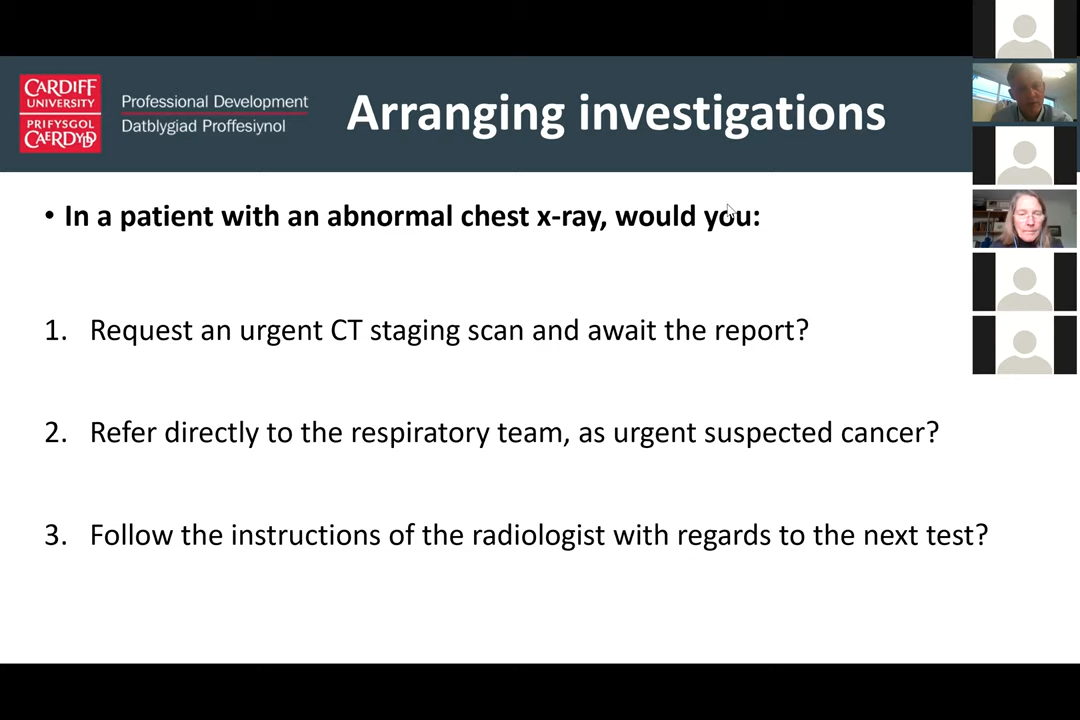 CARDIFF
UNIVERSITY
PRIFYSGOL
CAERDYDD
Professional Development
Datblygiad Proffesiynol
Arranging investigations
• In a patient with an abnormal chest x-ray, would you:
1. Request an urgent CT staging scan and await the report?
2. Refer directly to the respiratory team, as urgent suspected cancer?
3. Follow the instructions of the radiologist with regards to the next test?